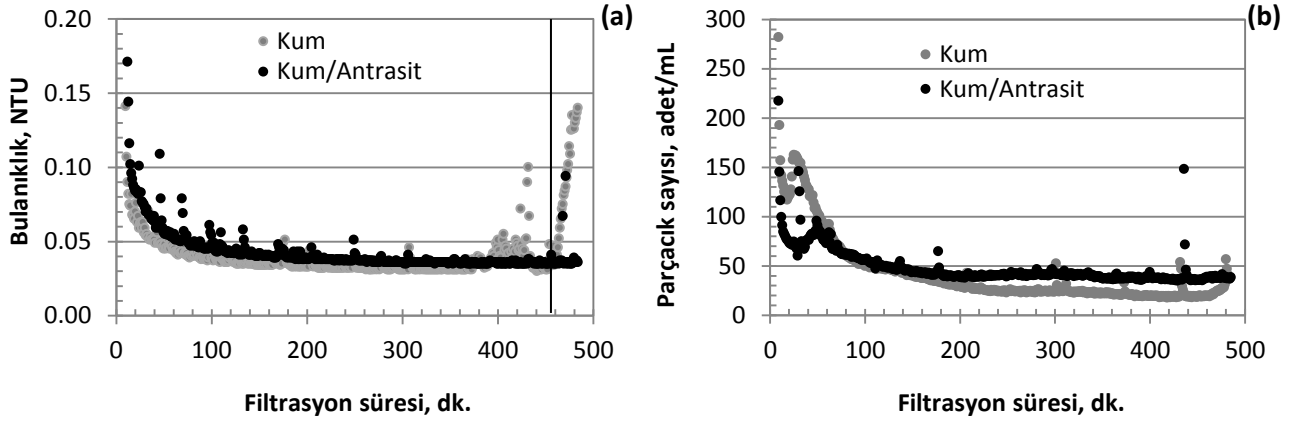 (a)
Bulanıklık, NTU
0.20
0.15
0.10
0.05
0.00
Kum
Kum/Antrasit
0 100 200 300 400 500
Filtrasyon süresi, dk.
(b)
Parçacık sayısı, adet/mL
300
250
200
150
100
50
0
Kum
Kum/Antrasit
0 100 200 300 400 500
Filtrasyon süresi, dk.